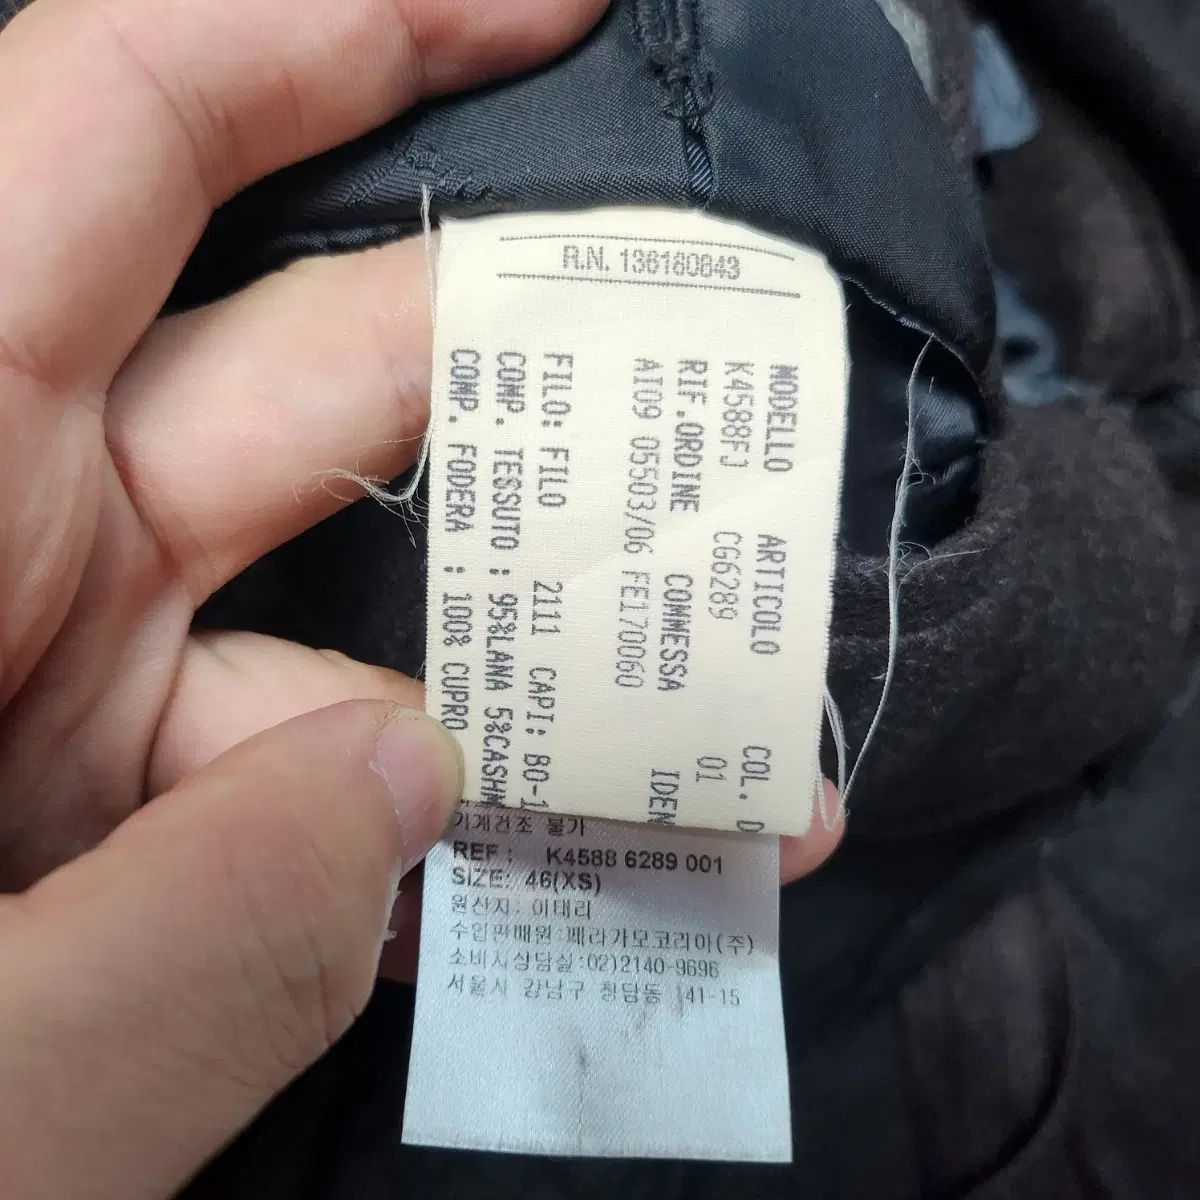 R.N. 136180843
MODELLO ARTICOLO COL. D
K4588FJ CG6289 01
RIF.ORDINE COMMESSA IDEN
AI09 05503/06 FE170060
FILO: FILO 2111 CAPI: BO-1
COMP. TESSUTO : 95%LANA 5%CASHM
COMP. FODERA : 100% CUPRO
기계건조 불가
REF : K4588 6289 001
SIZE: 46(XS)
원산지: 이태리
수입판매원:페라가모코리아(주)
소비자상담실:02)2140-9696
서울시 강남구 청담동 141-15